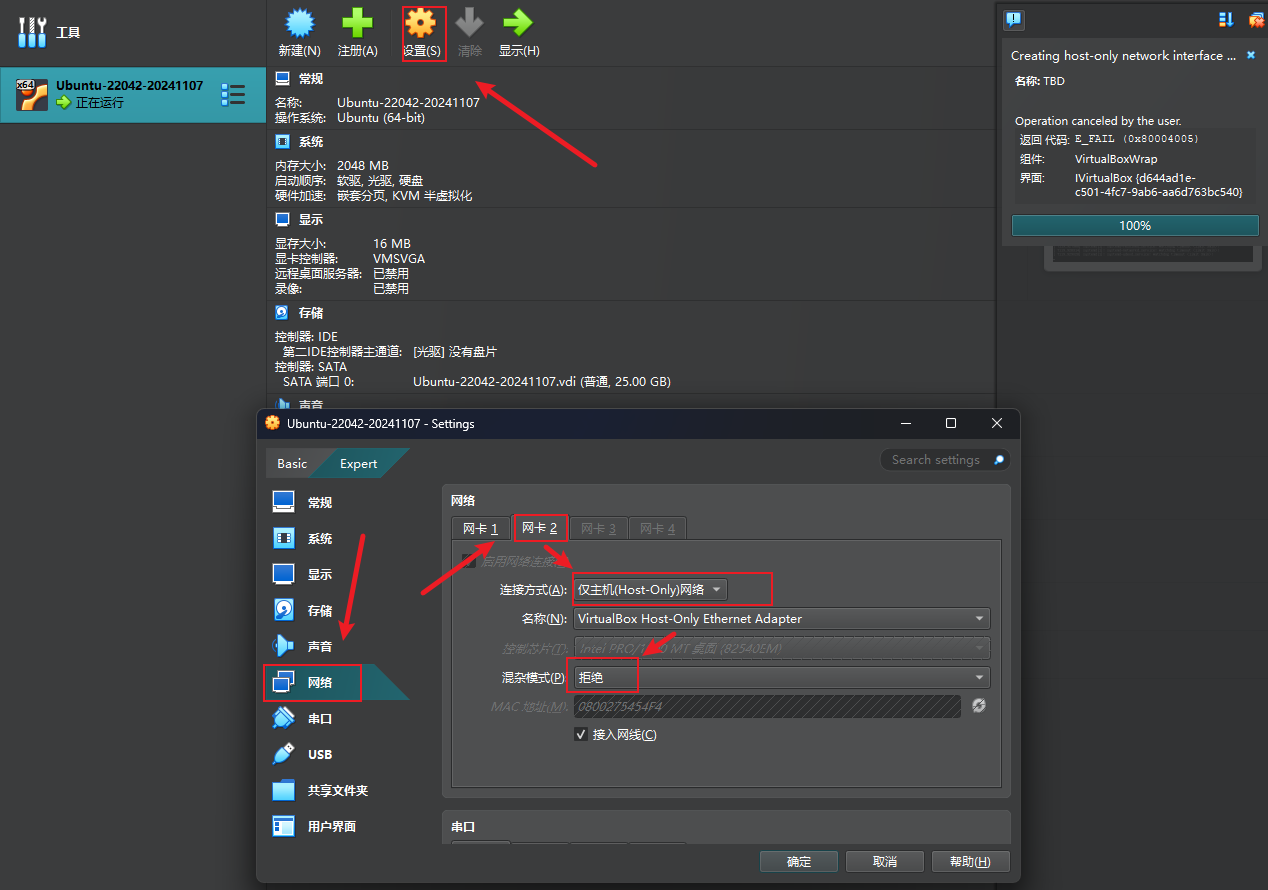 工具
新建(N)
注册(A)
设置(S)
清除
显示(H)
x64
Ubuntu-22042-20241107
正在运行
常规
名称: Ubuntu-22042-20241107
操作系统: Ubuntu (64-bit)
系统
内存大小: 2048 MB
启动顺序: 软驱, 光驱, 硬盘
硬件加速: 嵌套分页, KVM 半虚拟化
显示
显存大小: 16 MB
显卡控制器: VMSVGA
远程桌面服务器: 已禁用
录像: 已禁用
存储
控制器: IDE
第二IDE控制器主通道: [光驱] 没有盘片
控制器: SATA
SATA 端口 0: Ubuntu-22042-20241107.vdi (普通, 25.00 GB)
声音
Creating host-only network interface ...
名称: TBD
Operation canceled by the user.
返回 代码: E_FAIL (0x80004005)
组件: VirtualBoxWrap
界面: IVirtualBox {d644ad1e-
c501-4fc7-9ab6-aa6d763bc540}
100%
Ubuntu-22042-20241107 - Settings
Basic
Expert
Search settings
常规
系统
显示
存储
声音
网络
串口
USB
共享文件夹
用户界面
网络
网卡 1
网卡 2
网卡 3
网卡 4
启用网络连接
连接方式(A): 仅主机(Host-Only)网络
名称(N): VirtualBox Host-Only Ethernet Adapter
控制芯片(T): Intel PRO/1000 MT 桌面 (82540EM)
混杂模式(P): 拒绝
MAC 地址(M): 0800275454F4
接入网线(C)
串口
确定
取消
帮助(H)